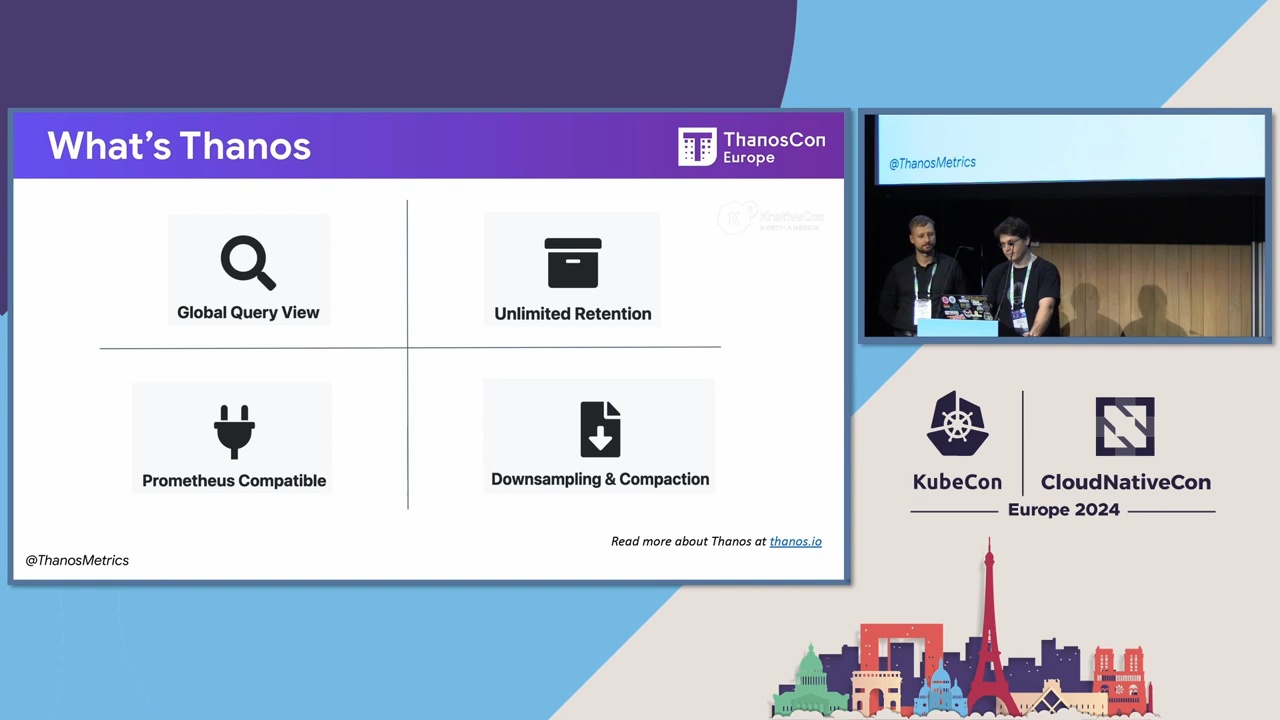 What's Thanos
ThanosCon
Europe
KnativeCon
Global Query View
Unlimited Retention
Prometheus Compatible
Downsampling & Compaction
Read more about Thanos at thanos.io
@ThanosMetrics
@ThanosMetrics
KubeCon
CloudNativeCon
Europe 2024